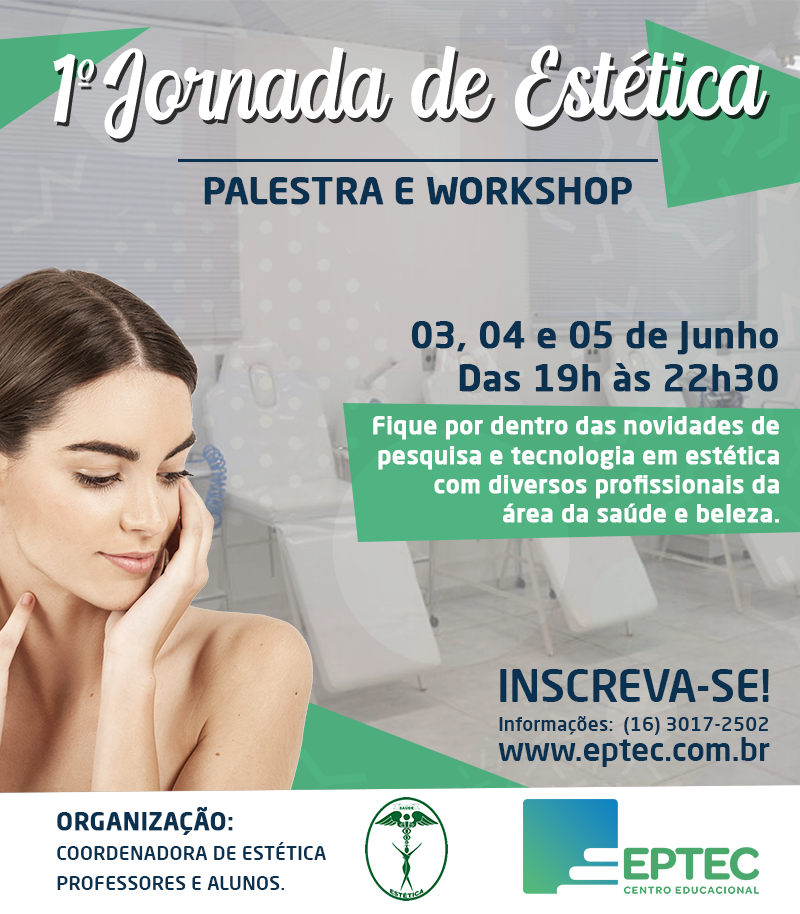 1º Jornada de Estética
PALESTRA E WORKSHOP
03, 04 e 05 de Junho
Das 19h às 22h30
Fique por dentro das novidades de
pesquisa e tecnologia em estética
com diversos profissionais da
área da saúde e beleza.
INSCREVA-SE!
Informações: (16) 3017-2502
www.eptec.com.br
ORGANIZAÇÃO:
COORDENADORA DE ESTÉTICA
PROFESSORES E ALUNOS.
SAÚDE
ESTÉTICA
EPTEC
CENTRO EDUCACIONAL